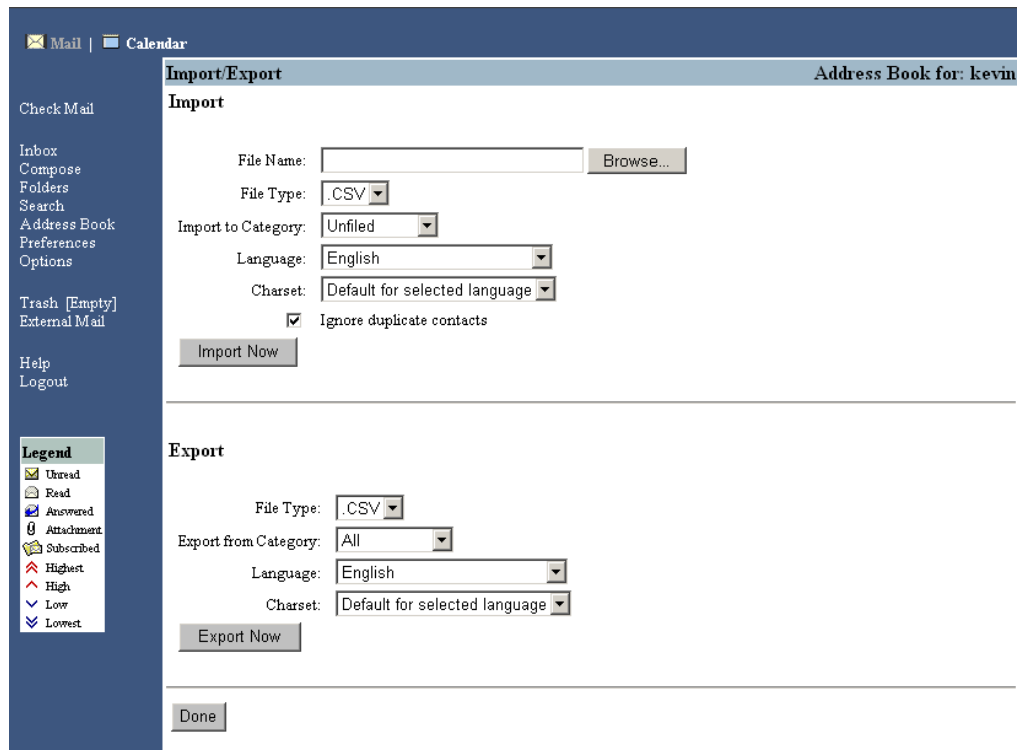 Mail | Calendar
Import/Export Address Book for: kevin
Check Mail
Inbox
Compose
Folders
Search
Address Book
Preferences
Options
Trash [Empty]
External Mail
Help
Logout
Legend
Unread
Read
Answered
Attachment
Subscribed
Highest
High
Low
Lowest
Import
File Name: Browse...
File Type: .CSV
Import to Category: Unfiled
Language: English
Charset: Default for selected language
Ignore duplicate contacts
Import Now
Export
File Type: .CSV
Export from Category: All
Language: English
Charset: Default for selected language
Export Now
Done